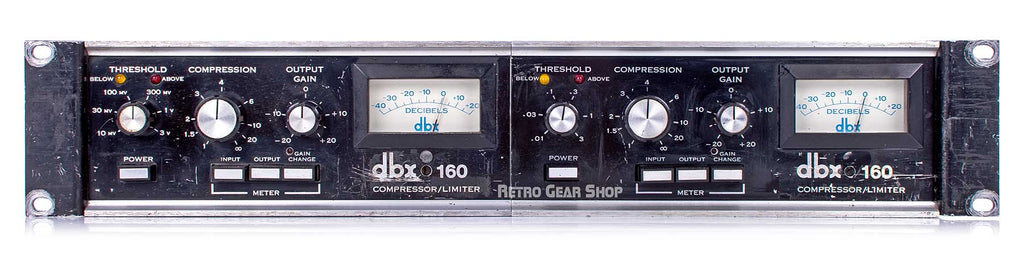 THRESHOLD
BELOW ABOVE
100 MV 300 MV
30 MV 1 V
10 MV 3 V
POWER
COMPRESSION
4
3 6
2 10
1.5 20
∞
INPUT OUTPUT GAIN CHANGE
METER
OUTPUT GAIN
0
-10 +10
-20 +20
-40 -30 -20 -10 0 +10 +20
DECIBELS
dbx
dbx 160
COMPRESSOR/LIMITER
THRESHOLD
BELOW ABOVE
.1 .3
.03 1
.01 3
POWER
COMPRESSION
4
3 6
2 10
1.5 20
∞
INPUT OUTPUT GAIN CHANGE
METER
OUTPUT GAIN
0
-10 +10
-20 +20
-40 -30 -20 -10 0 +10 +20
DECIBELS
dbx
dbx 160
COMPRESSOR/LIMITER
RETRO GEAR SHOP